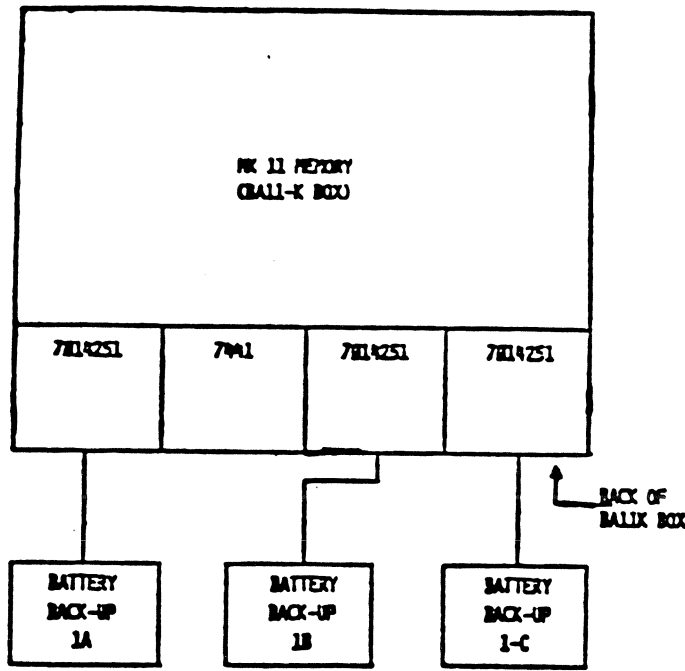 MK 11 MEMORY
(BA11-K BOX)
7014251 7441 7014251 7014251
BACK OF
BA11K BOX
BATTERY
BACK-UP
1A
BATTERY
BACK-UP
1B
BATTERY
BACK-UP
1-C